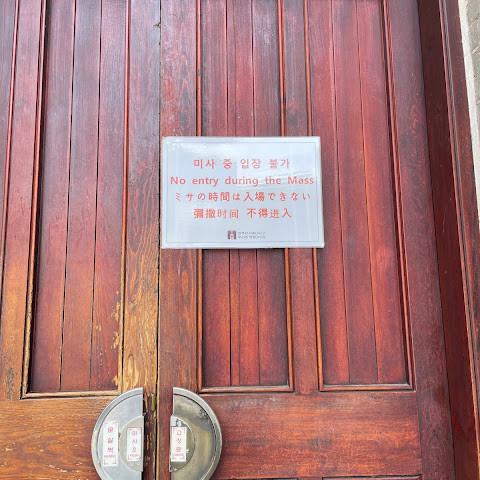 미사 중 입장 불가
No entry during the Mass
ミサの時間は入場できない
彌撒时间 不得进入